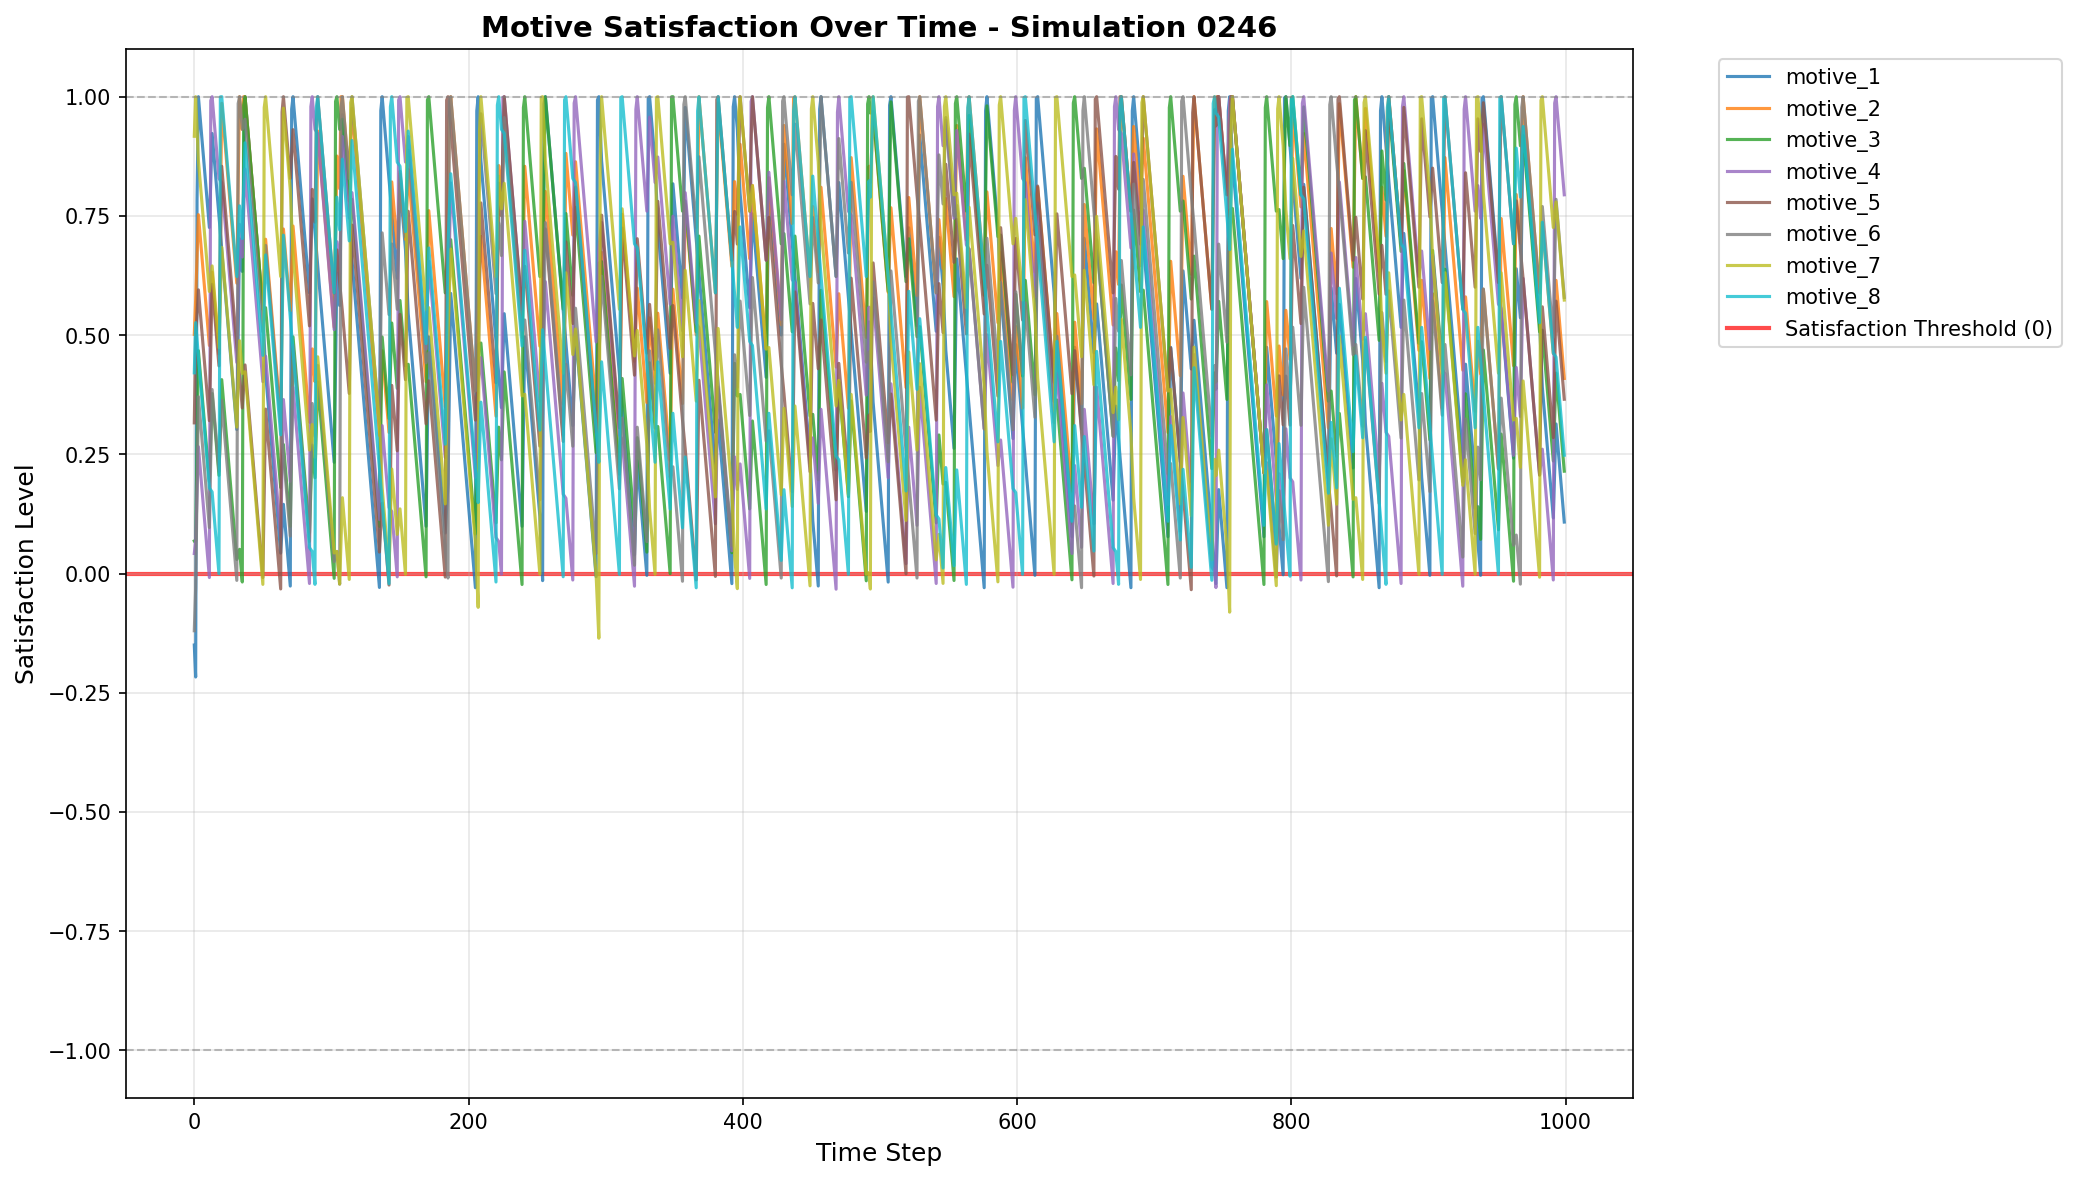 Motive Satisfaction Over Time - Simulation 0246
Satisfaction Level
1.00
0.75
0.50
0.25
0.00
−0.25
−0.50
−0.75
−1.00
0
200
400
600
800
1000
Time Step
motive_1
motive_2
motive_3
motive_4
motive_5
motive_6
motive_7
motive_8
Satisfaction Threshold (0)